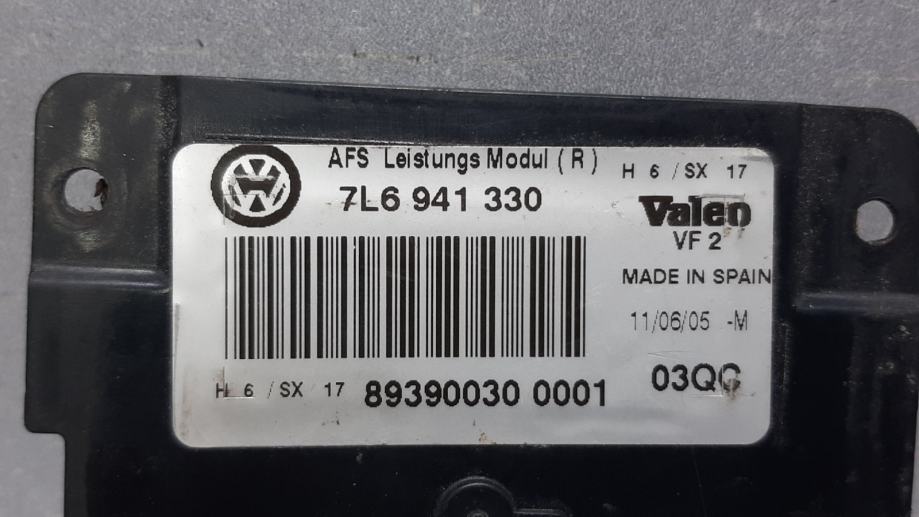 AFS Leistungs Modul ( R )
H 6 / SX 17
7L6 941 330
Valeo
VF 2
MADE IN SPAIN
11/06/05 -M
03QC
H 6 / SX 17
89390030 0001